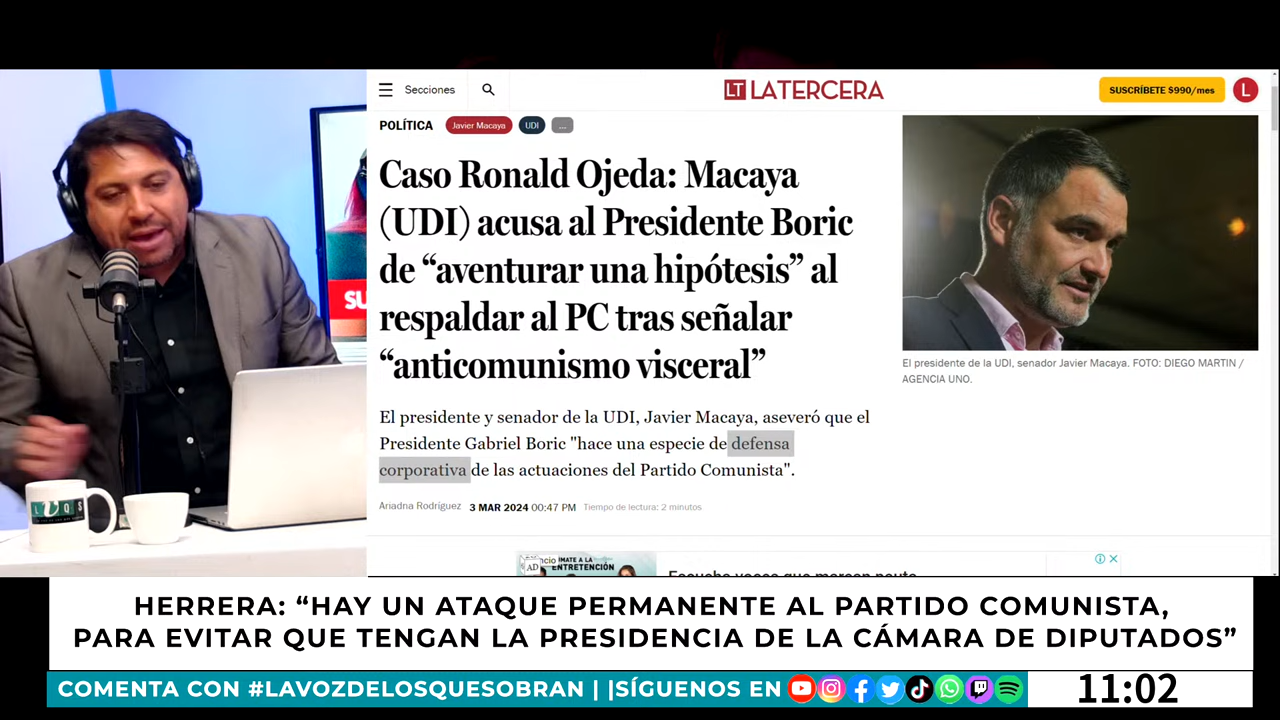 Secciones
LT LATERCERA
SUSCRÍBETE $990/mes
L
POLÍTICA
Javier Macaya
UDI
...
Caso Ronald Ojeda: Macaya
(UDI) acusa al Presidente Boric
de “aventurar una hipótesis” al
respaldar al PC tras señalar
“anticomunismo visceral”
El presidente de la UDI, senador Javier Macaya. FOTO: DIEGO MARTIN /
AGENCIA UNO.
El presidente y senador de la UDI, Javier Macaya, aseveró que el
Presidente Gabriel Boric "hace una especie de defensa
corporativa de las actuaciones del Partido Comunista".
Ariadna Rodríguez 3 MAR 2024 00:47 PM Tiempo de lectura: 2 minutos
SU
L V Q S
AD
ENTRETENCIÓN
HERRERA: “HAY UN ATAQUE PERMANENTE AL PARTIDO COMUNISTA,
PARA EVITAR QUE TENGAN LA PRESIDENCIA DE LA CÁMARA DE DIPUTADOS”
COMENTA CON #LAVOZDELOSQUESOBRAN | |SÍGUENOS EN
11:02